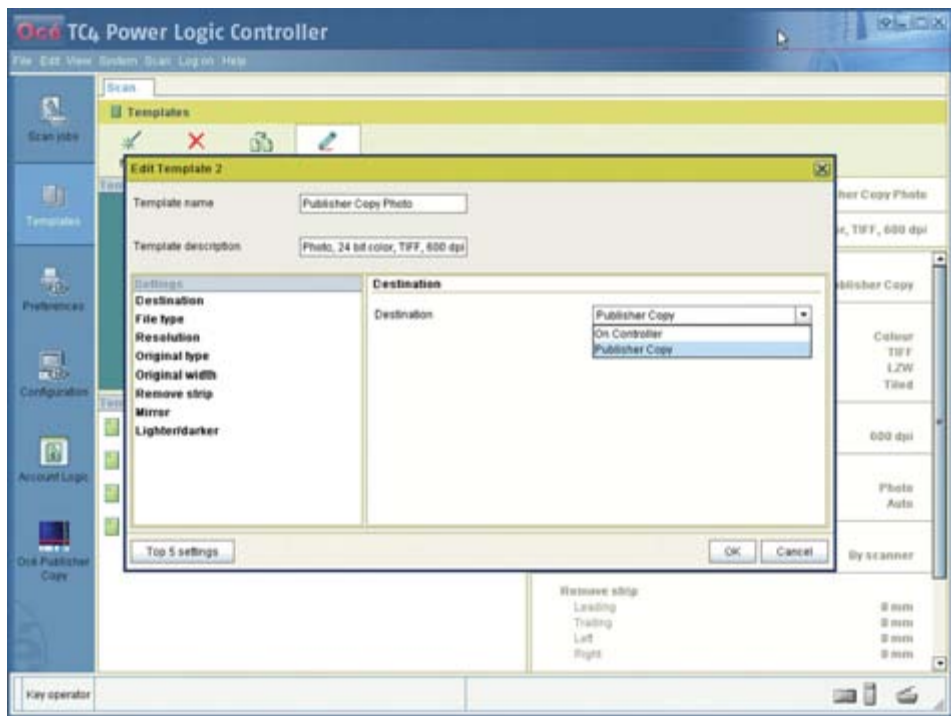 Océ TC4 Power Logic Controller
File Edit View System Scan Log on Help
Scan
Templates
Scan jobs
Templates
Preferences
Configuration
Account Logic
Océ Publisher Copy
Edit Template 2
Template name
Publisher Copy Photo
Template description
Photo, 24 bit color, TIFF, 600 dpi
Settings
Destination
File type
Resolution
Original type
Original width
Remove strip
Mirror
Lighter/darker
Destination
Destination
Publisher Copy
On Controller
Publisher Copy
Top 5 settings
OK
Cancel
her Copy Photo
r, TIFF, 600 dpi
blisher Copy
Colour
TIFF
LZW
Tiled
600 dpi
Photo
Auto
By scanner
Remove strip
Leading 0 mm
Trailing 0 mm
Left 0 mm
Right 0 mm
Key operator